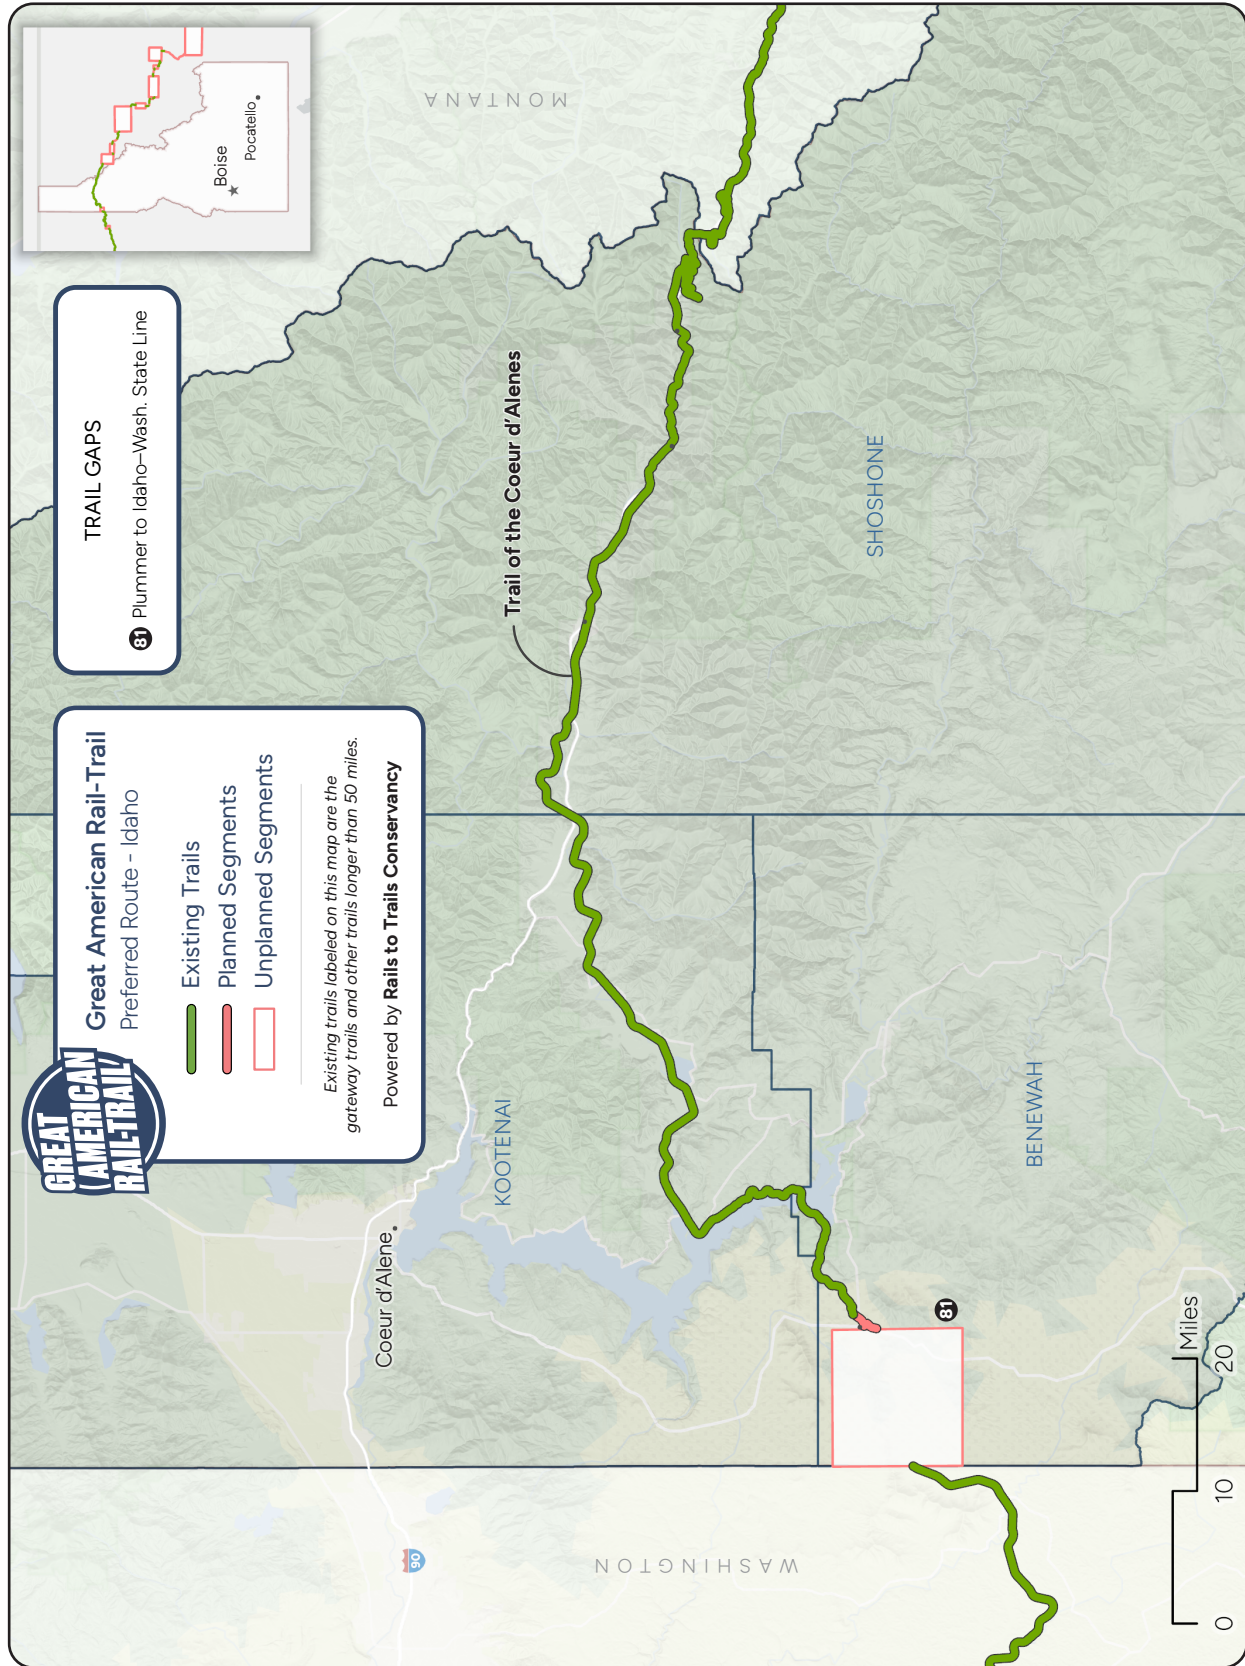 GREAT
AMERICAN
RAIL-TRAIL
Great American Rail-Trail
Preferred Route - Idaho
Existing Trails
Planned Segments
Unplanned Segments
Existing trails labeled on this map are the
gateway trails and other trails longer than 50 miles.
Powered by Rails to Trails Conservancy
TRAIL GAPS
81 Plummer to Idaho–Wash. State Line
Boise
Pocatello
MONTANA
WASHINGTON
90
Coeur d'Alene
KOOTENAI
Trail of the Coeur d'Alenes
SHOSHONE
BENEWAH
81
0
10
20
Miles